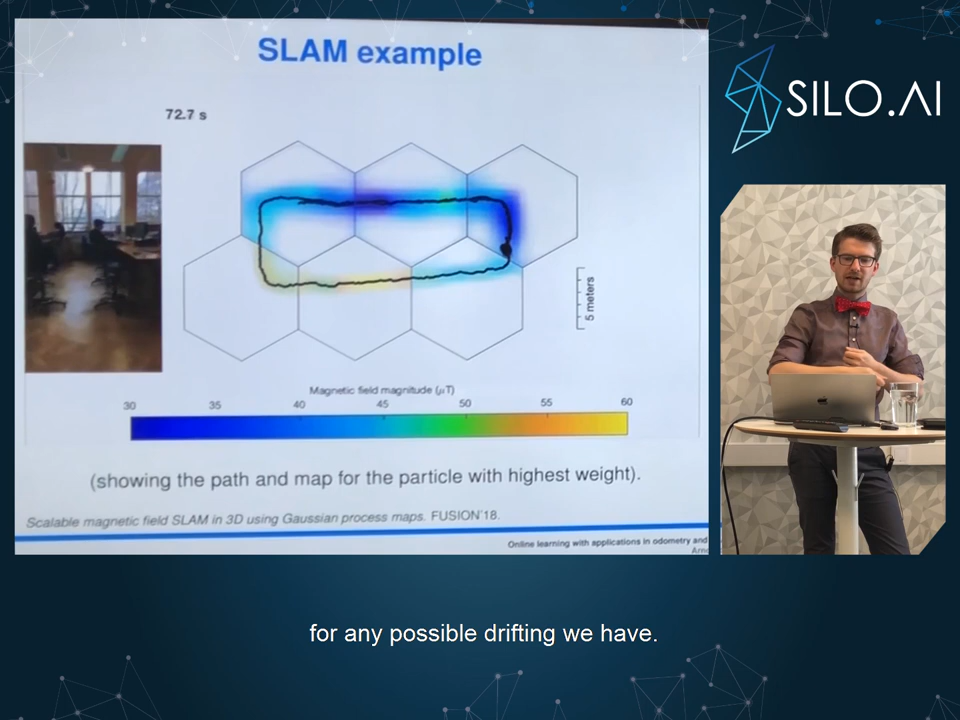 SLAM example
72.7 s
5 meters
Magnetic field magnitude (μT)
30 35 40 45 50 55 60
(showing the path and map for the particle with highest weight).
Scalable magnetic field SLAM in 3D using Gaussian process maps. FUSION'18.
Online learning with applications in odometry and
SILO.AI
for any possible drifting we have.